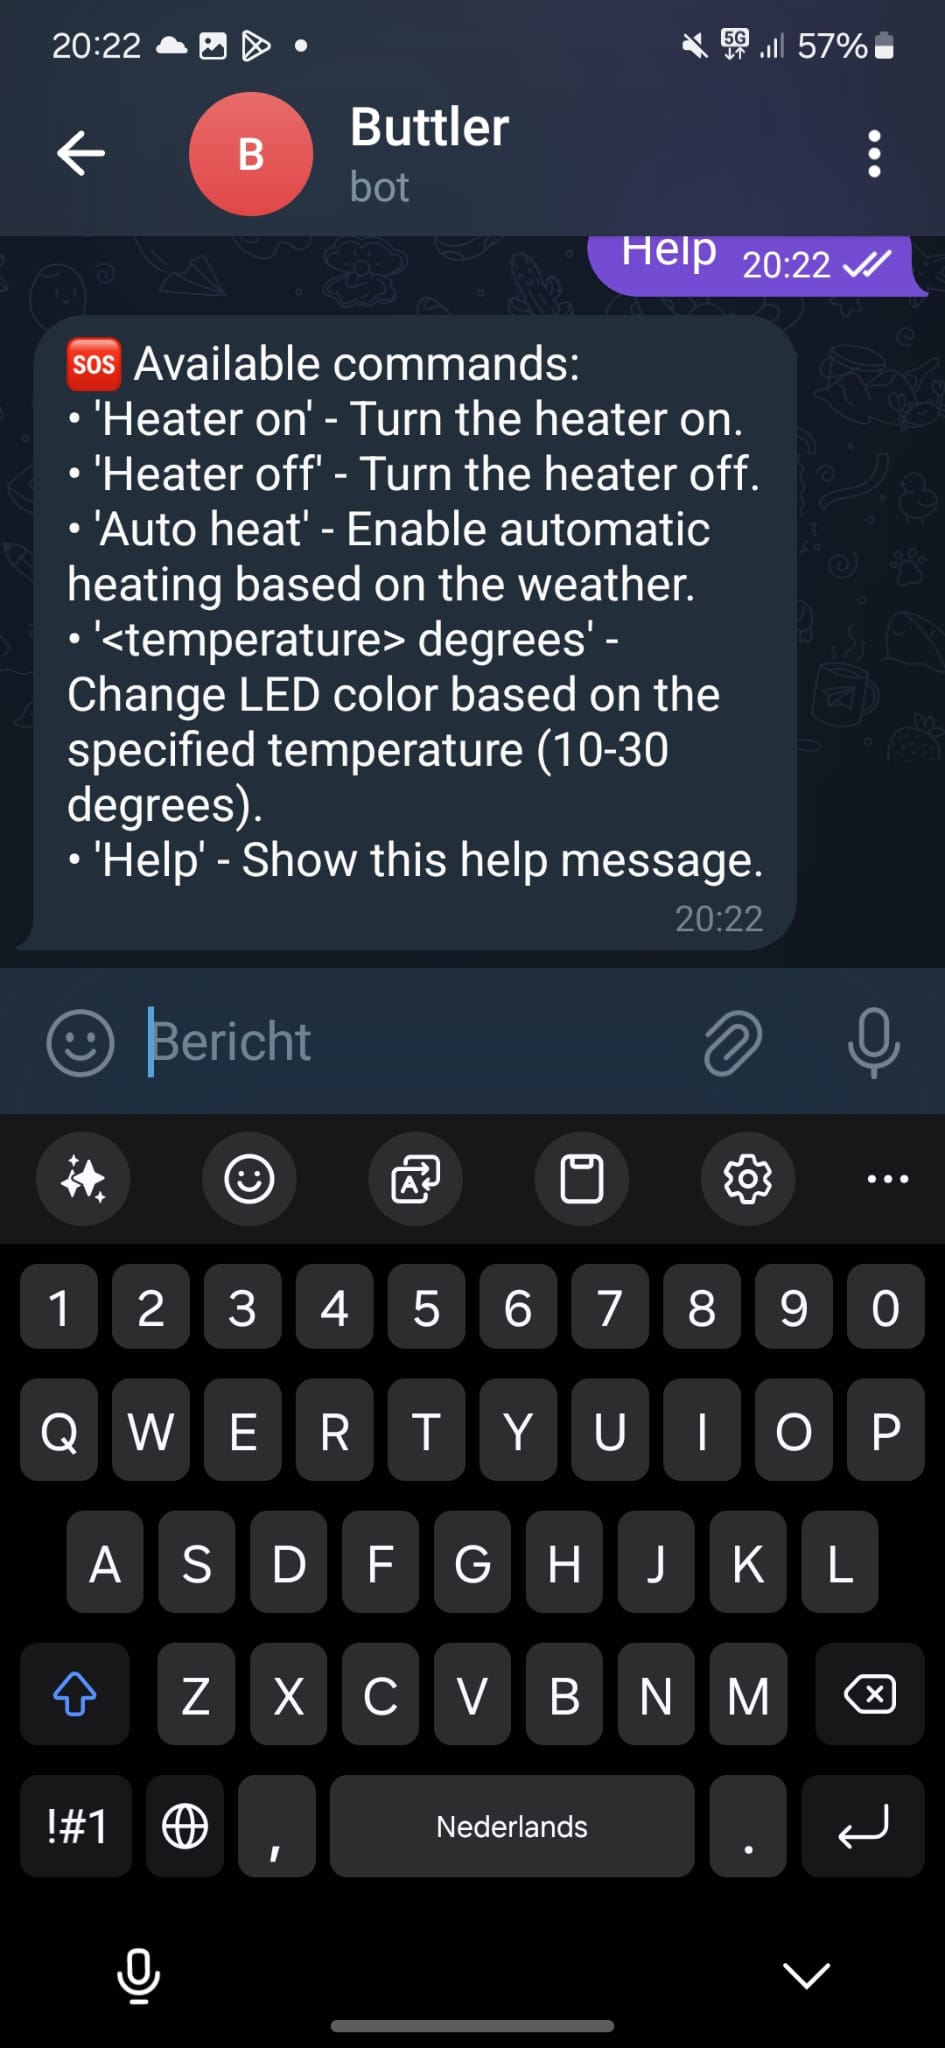 20:22
5G
57%
B
Buttler
bot
Help 20:22
SOS Available commands:
• 'Heater on' - Turn the heater on.
• 'Heater off' - Turn the heater off.
• 'Auto heat' - Enable automatic
heating based on the weather.
• '<temperature> degrees' -
Change LED color based on the
specified temperature (10-30
degrees).
• 'Help' - Show this help message.
20:22
Bericht
1 2 3 4 5 6 7 8 9 0
Q W E R T Y U I O P
A S D F G H J K L
Z X C V B N M
!#1 , Nederlands .